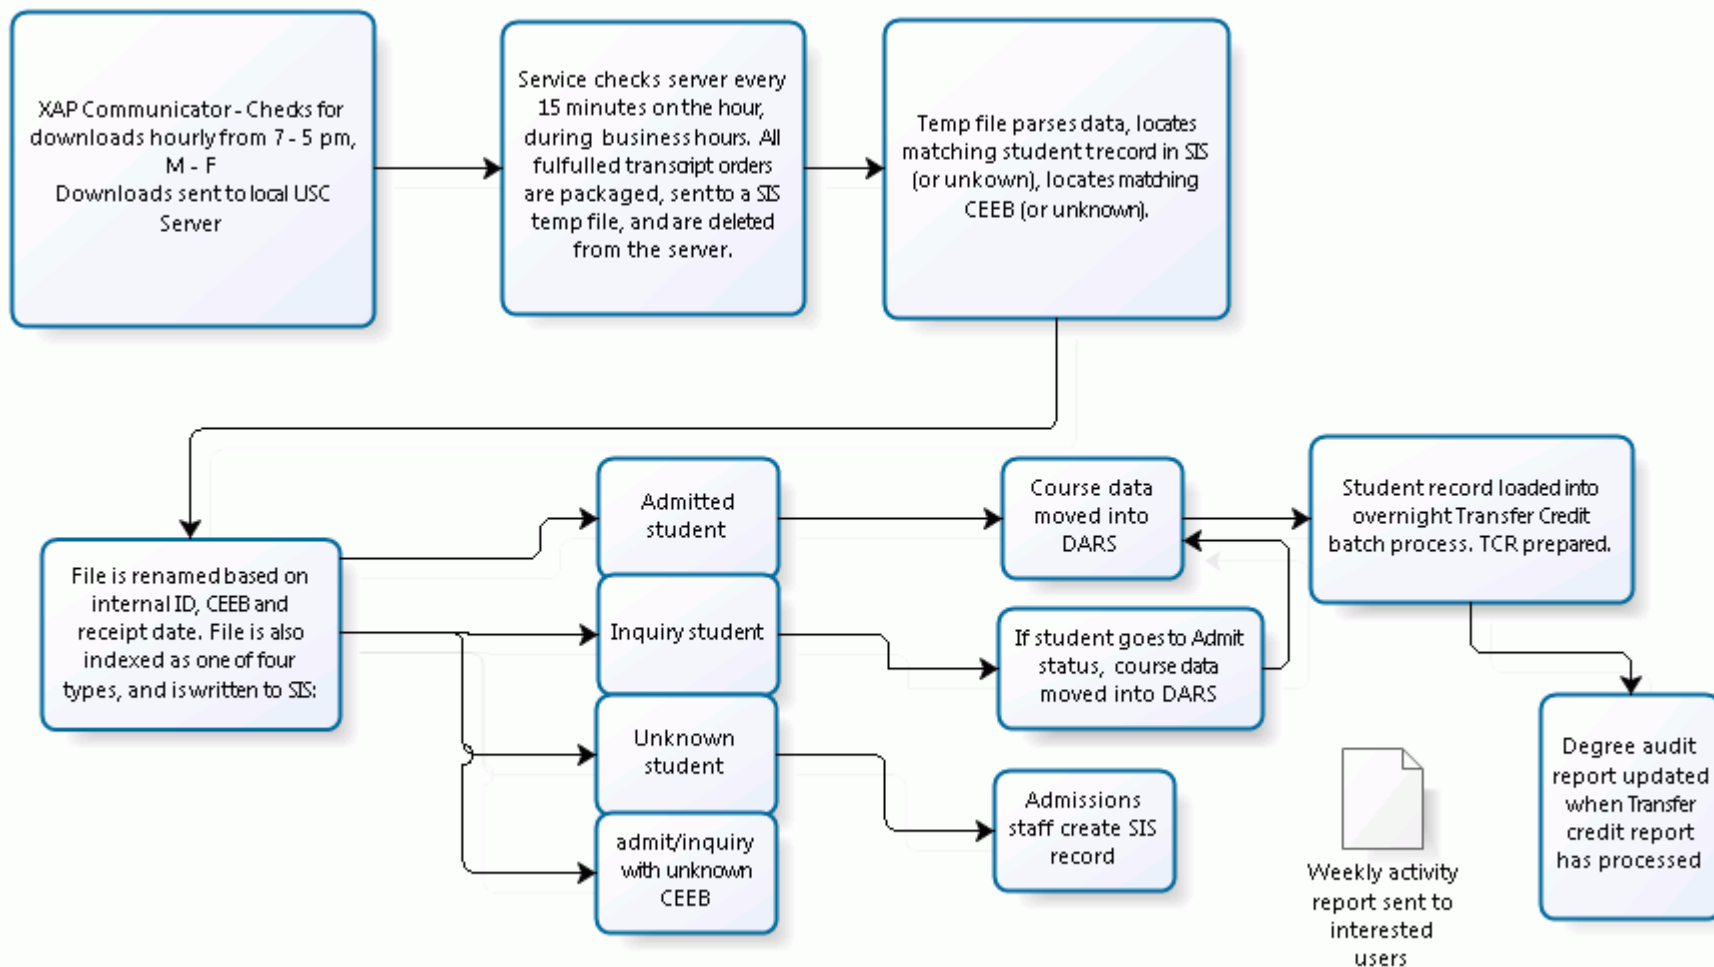 XAP Communicator - Checks for
downloads hourly from 7 - 5 pm,
M - F
Downloads sent to local USC
Server
Service checks server every
15 minutes on the hour,
during business hours. All
fulfulled transcript orders
are packaged, sent to a SIS
temp file, and are deleted
from the server.
Temp file parses data, locates
matching student trecord in SIS
(or unkown), locates matching
CEEB (or unknown).
File is renamed based on
internal ID, CEEB and
receipt date. File is also
indexed as one of four
types, and is written to SIS:
Admitted
student
Inquiry student
Unknown
student
admit/inquiry
with unknown
CEEB
Course data
moved into
DARS
If student goes to Admit
status, course data
moved into DARS
Admissions
staff create SIS
record
Student record loaded into
overnight Transfer Credit
batch process. TCR prepared.
Degree audit
report updated
when Transfer
credit report
has processed
Weekly activity
report sent to
interested
users